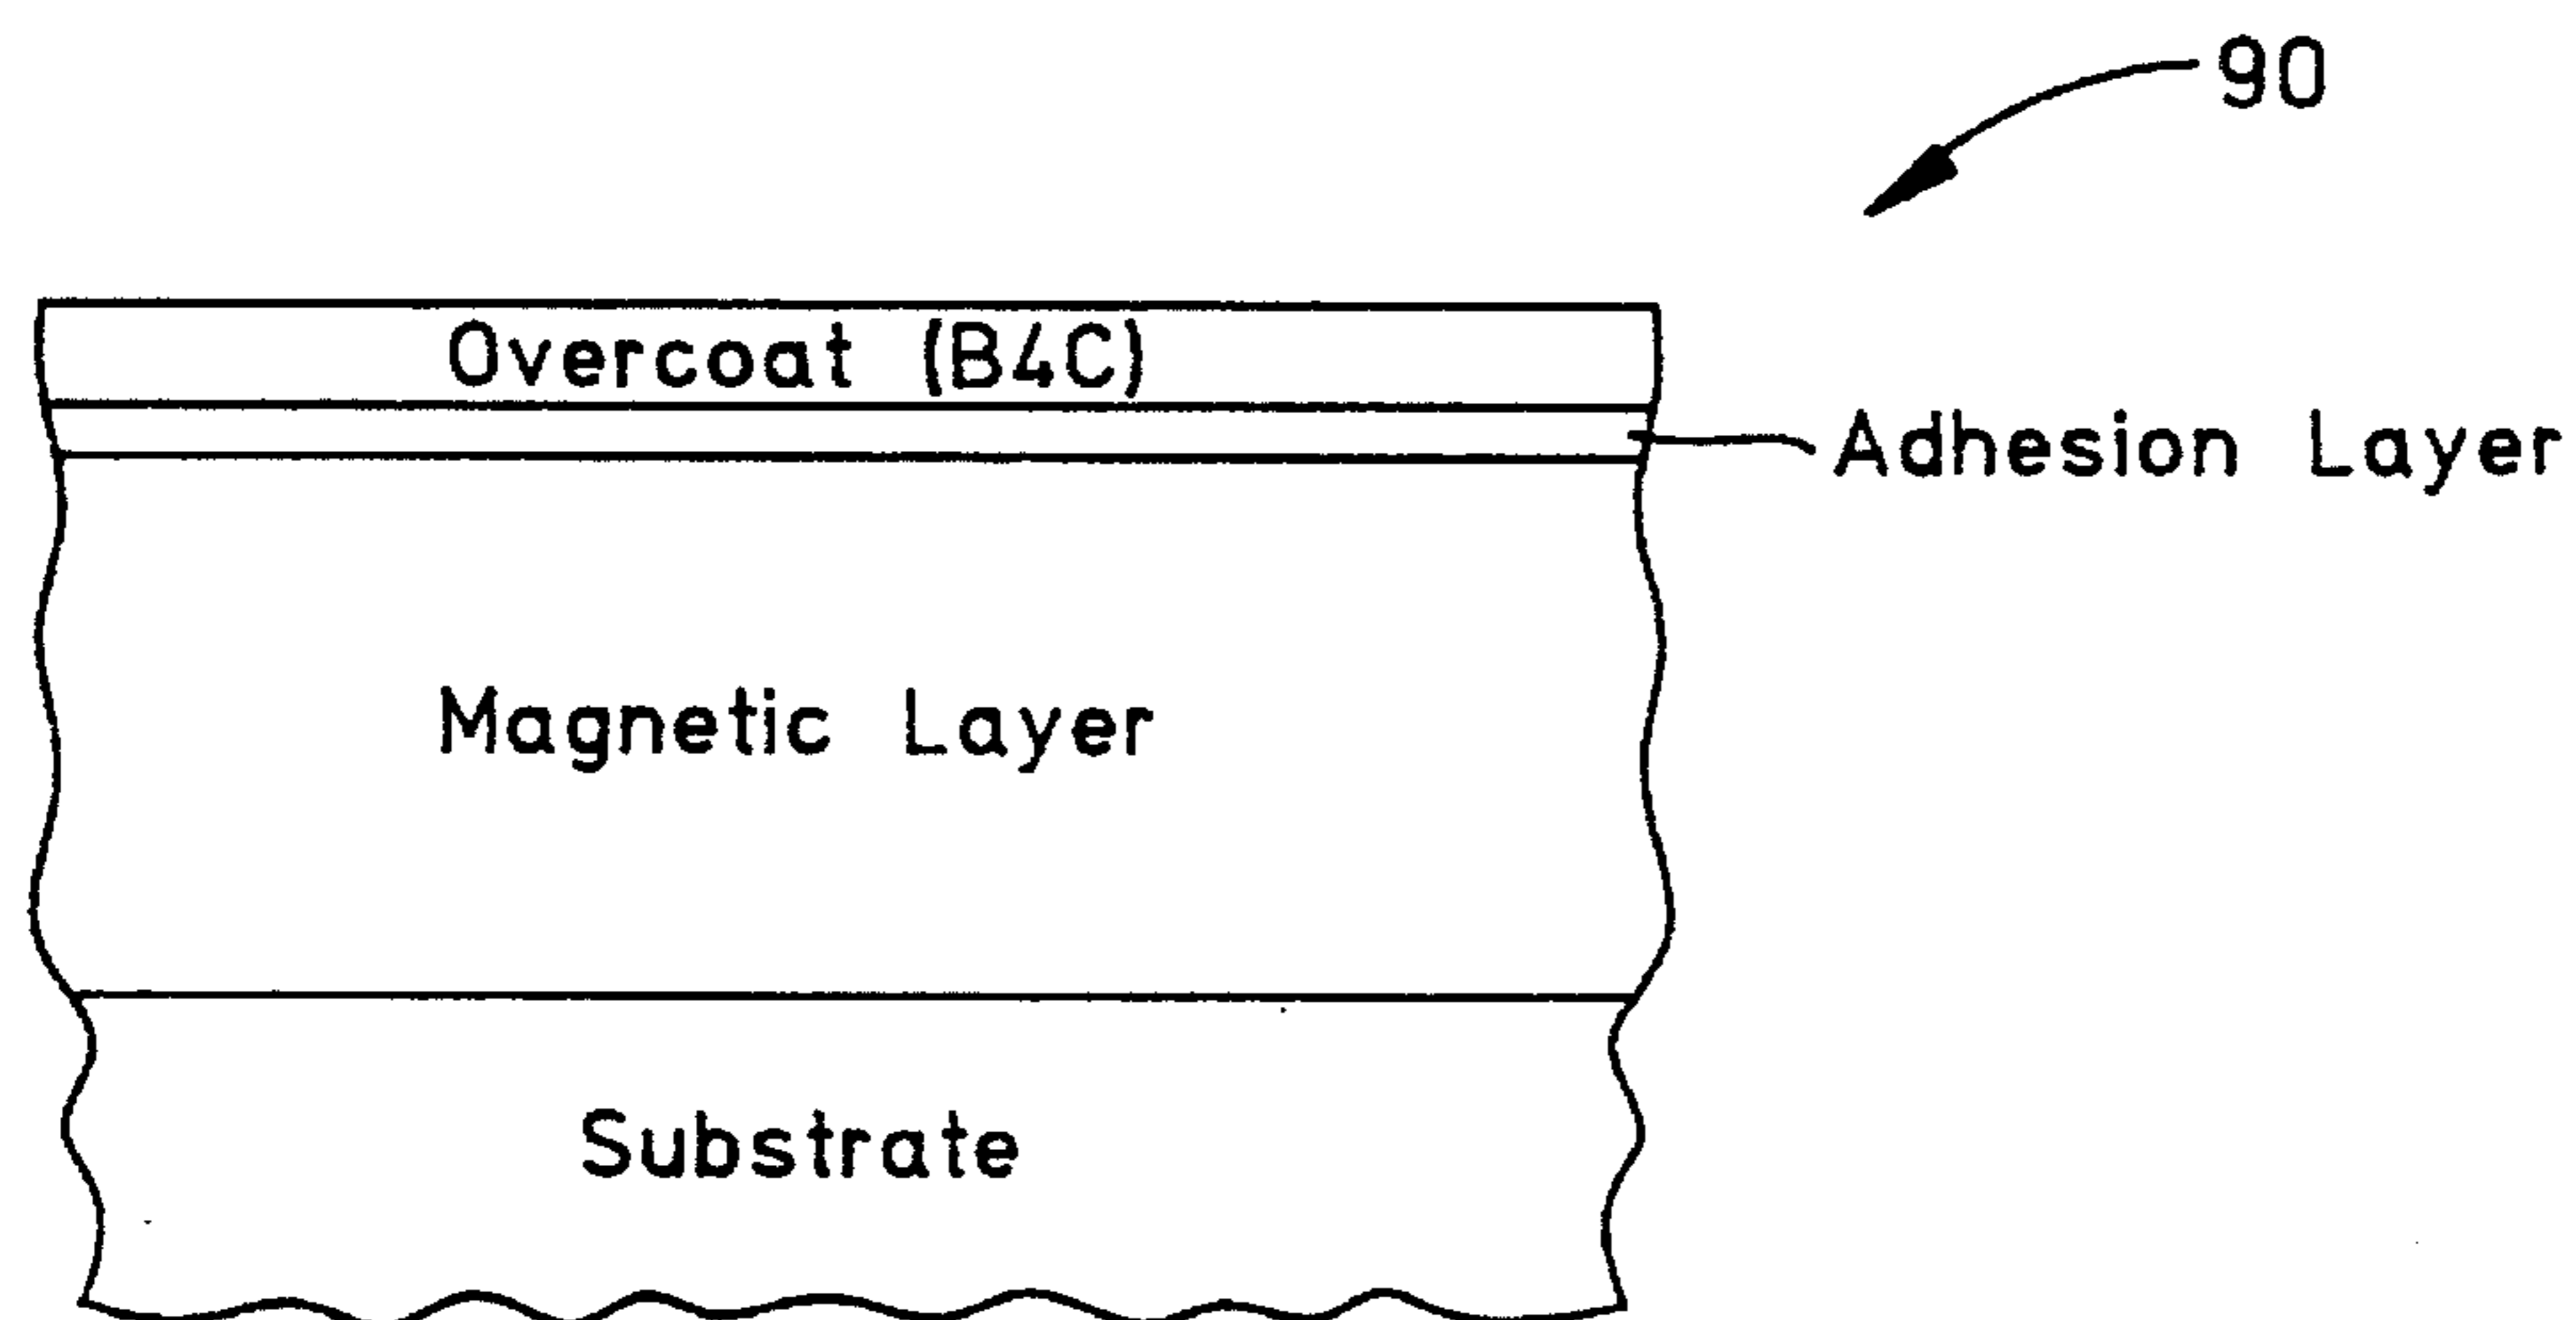 90
Overcoat (B4C)
Adhesion Layer
Magnetic Layer
Substrate